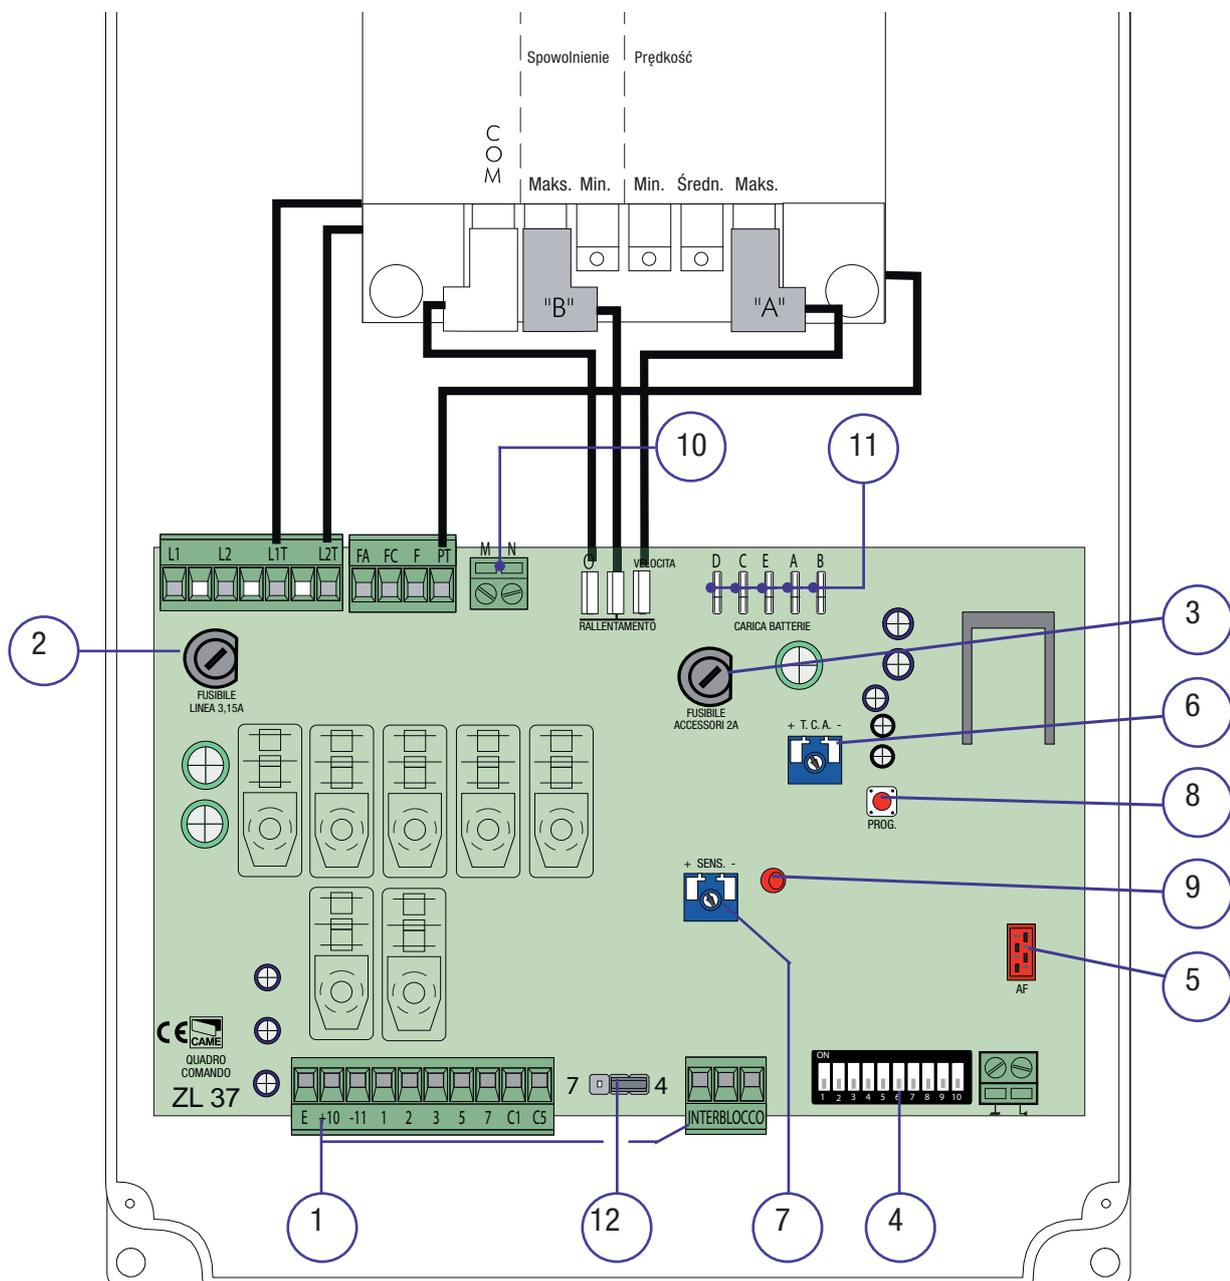 Spowolnienie Prędkość
COM
Maks. Min. Min. Średn. Maks.
"B" "A"
10 11
L1 L2 L1T L2T FA FC F PT M N O VELOCITA D C E A B
RALLENTAMENTO CARICA BATTERIE
2
FUSIBILE
LINEA 3,15A
3
FUSIBILE
ACCESSORI 2A
+ T. C. A. -
6
PROG.
8
+ SENS. -
9
AF
5
CE CAME
QUADRO
COMANDO
ZL 37
7 4
ON
1 2 3 4 5 6 7 8 9 10
E +10 -11 1 2 3 5 7 C1 C5 INTERBLOCCO
1 12 7 4